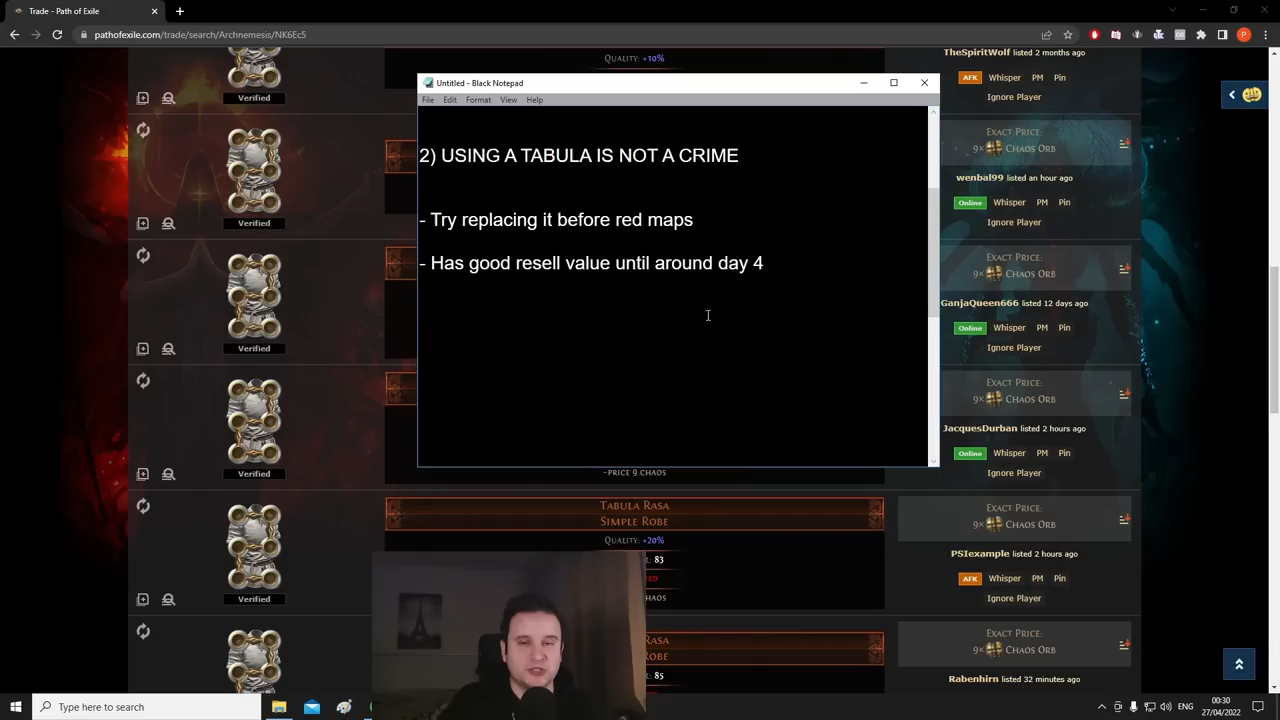 Trade - Path of Exile
pathofexile.com/trade/search/Archnemesis/NK6Ec5
QUALITY: +10%
TheSpiritWolf listed 2 months ago
AFK Whisper PM Pin
Ignore Player
Verified
Untitled - Black Notepad
File Edit Format View Help
2) USING A TABULA IS NOT A CRIME
- Try replacing it before red maps
- Has good resell value until around day 4
EXACT PRICE:
9× CHAOS ORB
wenbal99 listed an hour ago
Online Whisper PM Pin
Ignore Player
Verified
EXACT PRICE:
9× CHAOS ORB
GanjaQueen666 listed 12 days ago
Online Whisper PM Pin
Ignore Player
Verified
EXACT PRICE:
9× CHAOS ORB
JacquesDurban listed 2 hours ago
Online Whisper PM Pin
Ignore Player
Verified
~PRICE 9 CHAOS
TABULA RASA
SIMPLE ROBE
QUALITY: +20%
L: 83
TED
HAOS
EXACT PRICE:
9× CHAOS ORB
PSIexample listed 2 hours ago
AFK Whisper PM Pin
Ignore Player
Verified
RASA
ROBE
L: 85
EXACT PRICE:
9× CHAOS ORB
Rabenhirn listed 32 minutes ago
Type here to search
ENG
00:30
27/04/2022